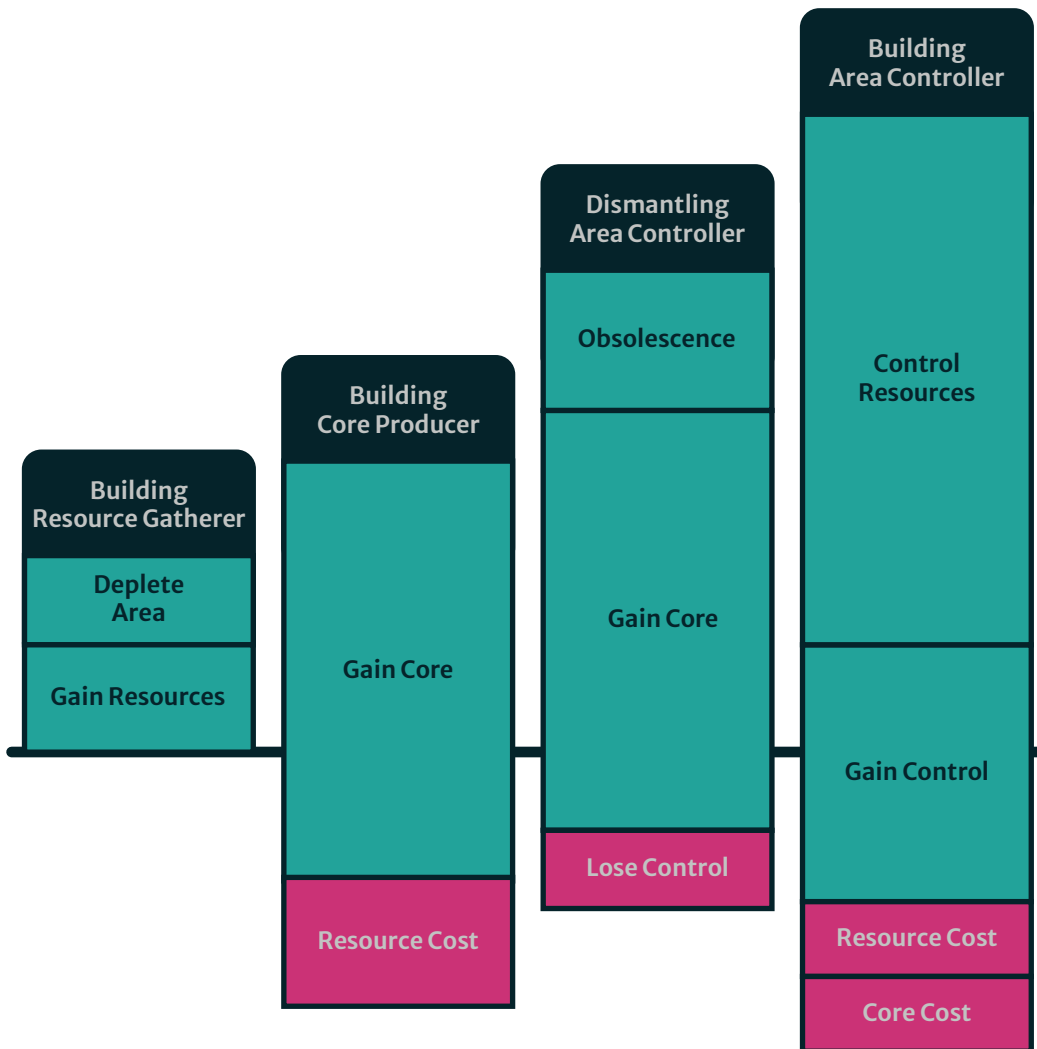 Building
Resource Gatherer
Deplete
Area
Gain Resources
Building
Core Producer
Gain Core
Resource Cost
Dismantling
Area Controller
Obsolescence
Gain Core
Lose Control
Building
Area Controller
Control
Resources
Gain Control
Resource Cost
Core Cost